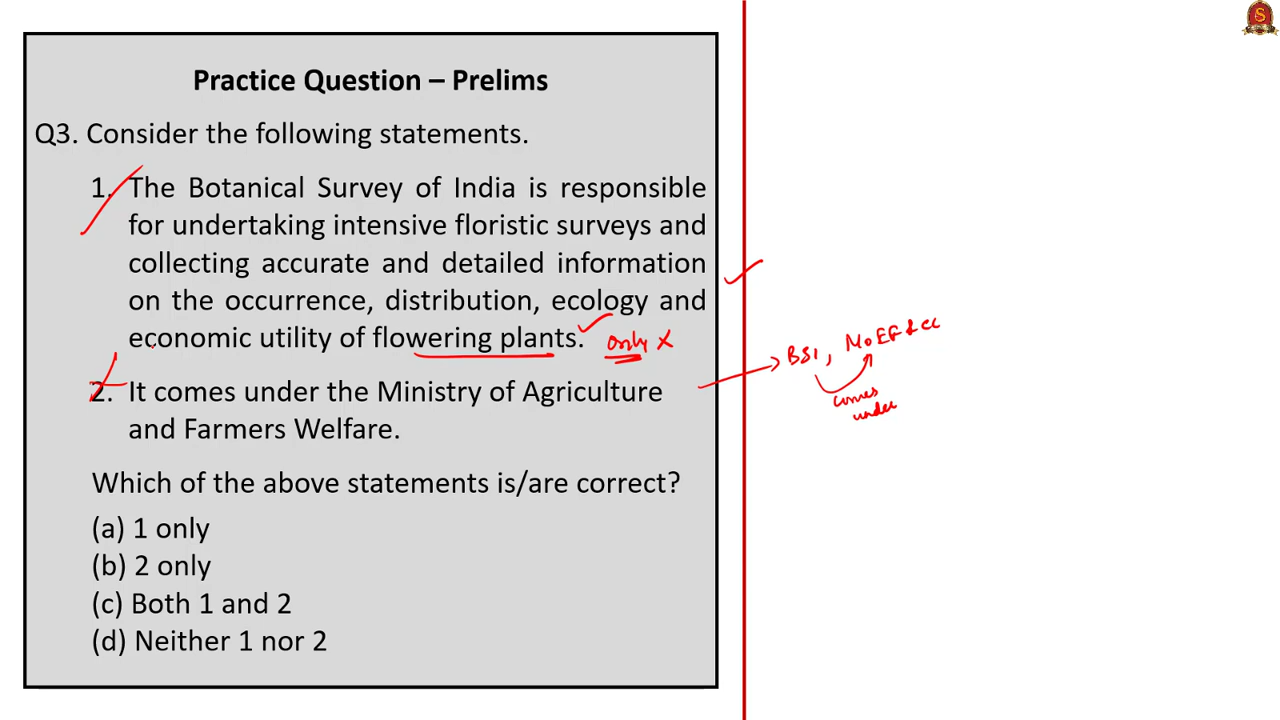 Practice Question – Prelims
Q3. Consider the following statements.
1. The Botanical Survey of India is responsible
for undertaking intensive floristic surveys and
collecting accurate and detailed information
on the occurrence, distribution, ecology and
economic utility of flowering plants. only
2. It comes under the Ministry of Agriculture
and Farmers Welfare.
BSI, MoEF&CC
comes
under
Which of the above statements is/are correct?
(a) 1 only
(b) 2 only
(c) Both 1 and 2
(d) Neither 1 nor 2
S